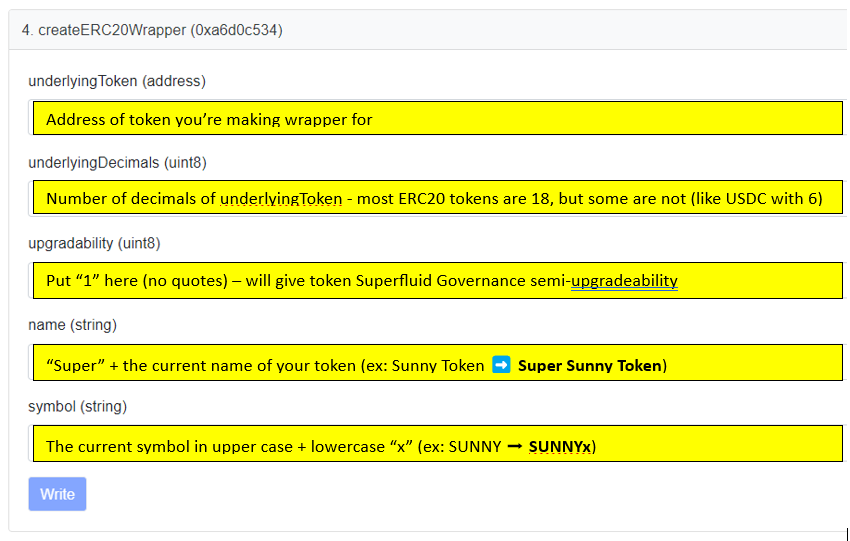 4. createERC20Wrapper (0xa6d0c534)
underlyingToken (address)
Address of token you’re making wrapper for
underlyingDecimals (uint8)
Number of decimals of underlyingToken - most ERC20 tokens are 18, but some are not (like USDC with 6)
upgradability (uint8)
Put “1” here (no quotes) – will give token Superfluid Governance semi-upgradeability
name (string)
“Super” + the current name of your token (ex: Sunny Token ➡ Super Sunny Token)
symbol (string)
The current symbol in upper case + lowercase “x” (ex: SUNNY → SUNNYx)
Write